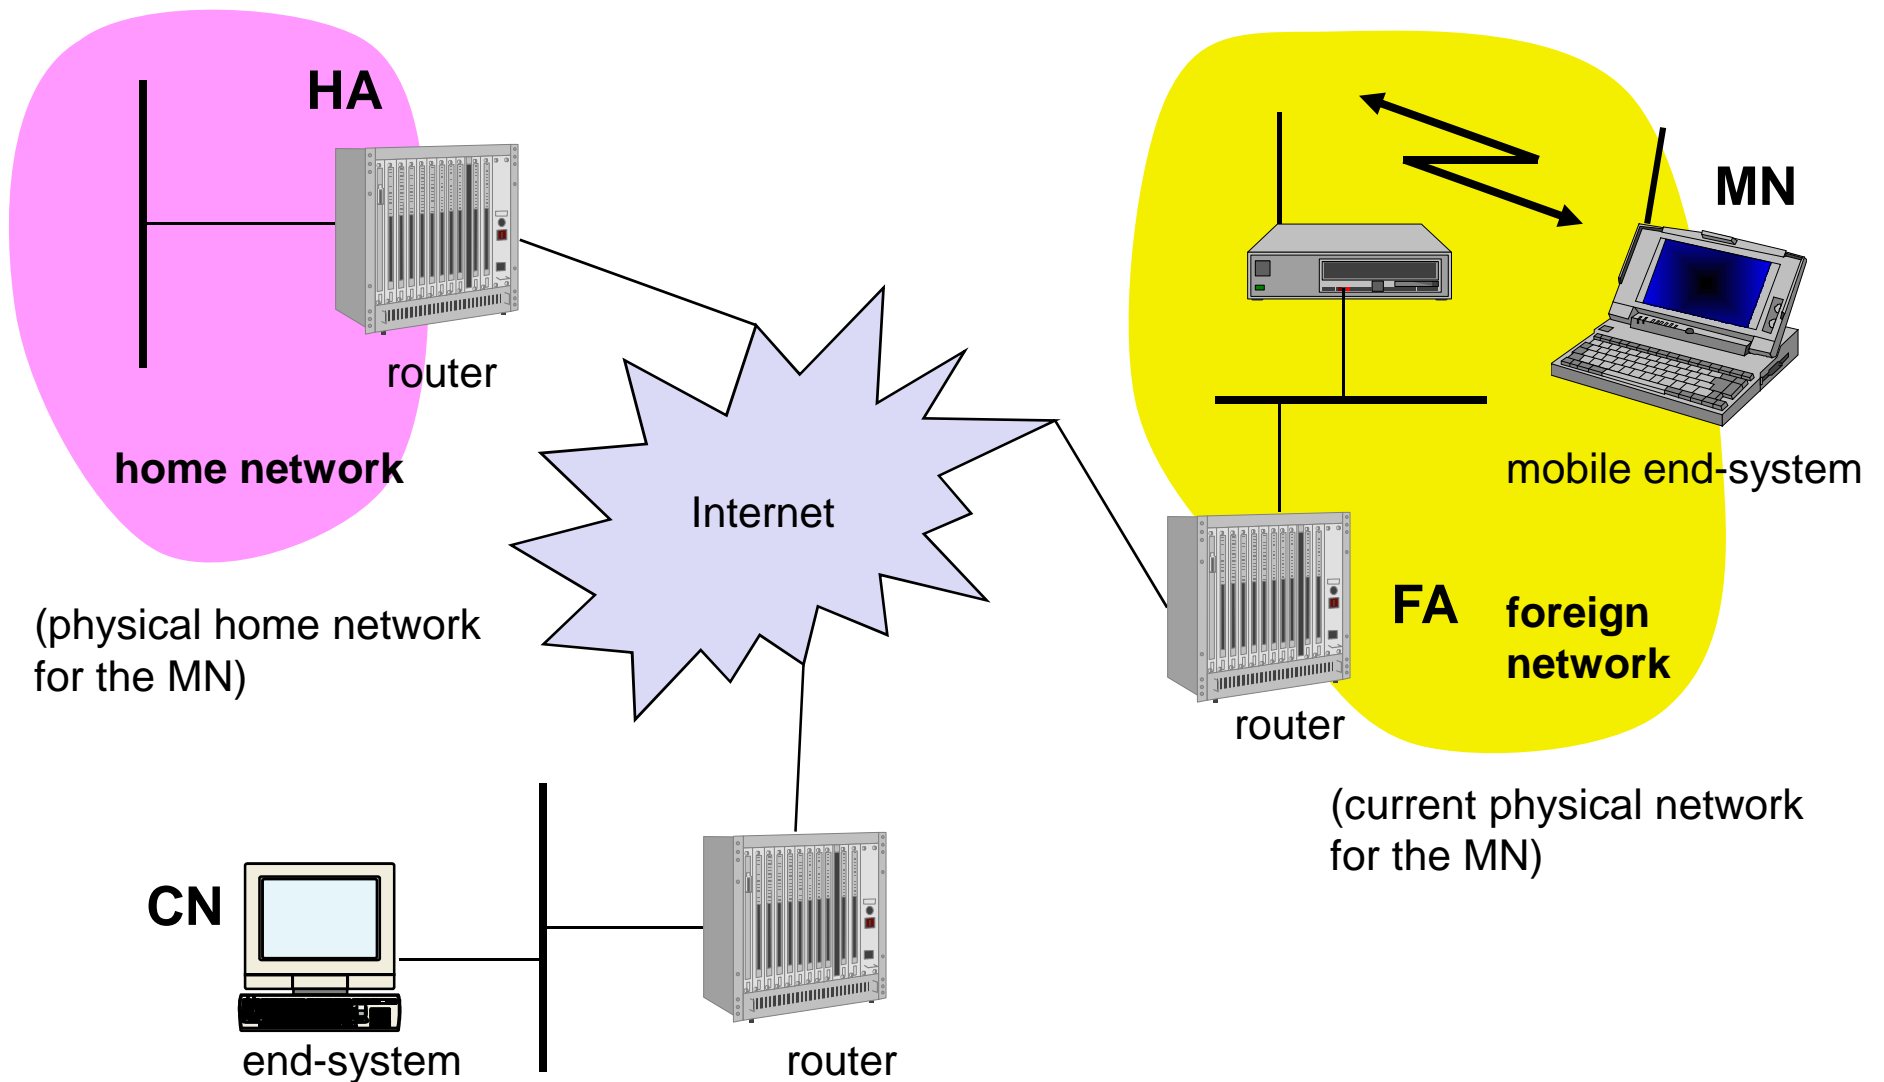 HA
router
home network
(physical home network
for the MN)
Internet
MN
mobile end-system
FA
foreign
network
router
(current physical network
for the MN)
CN
end-system
router